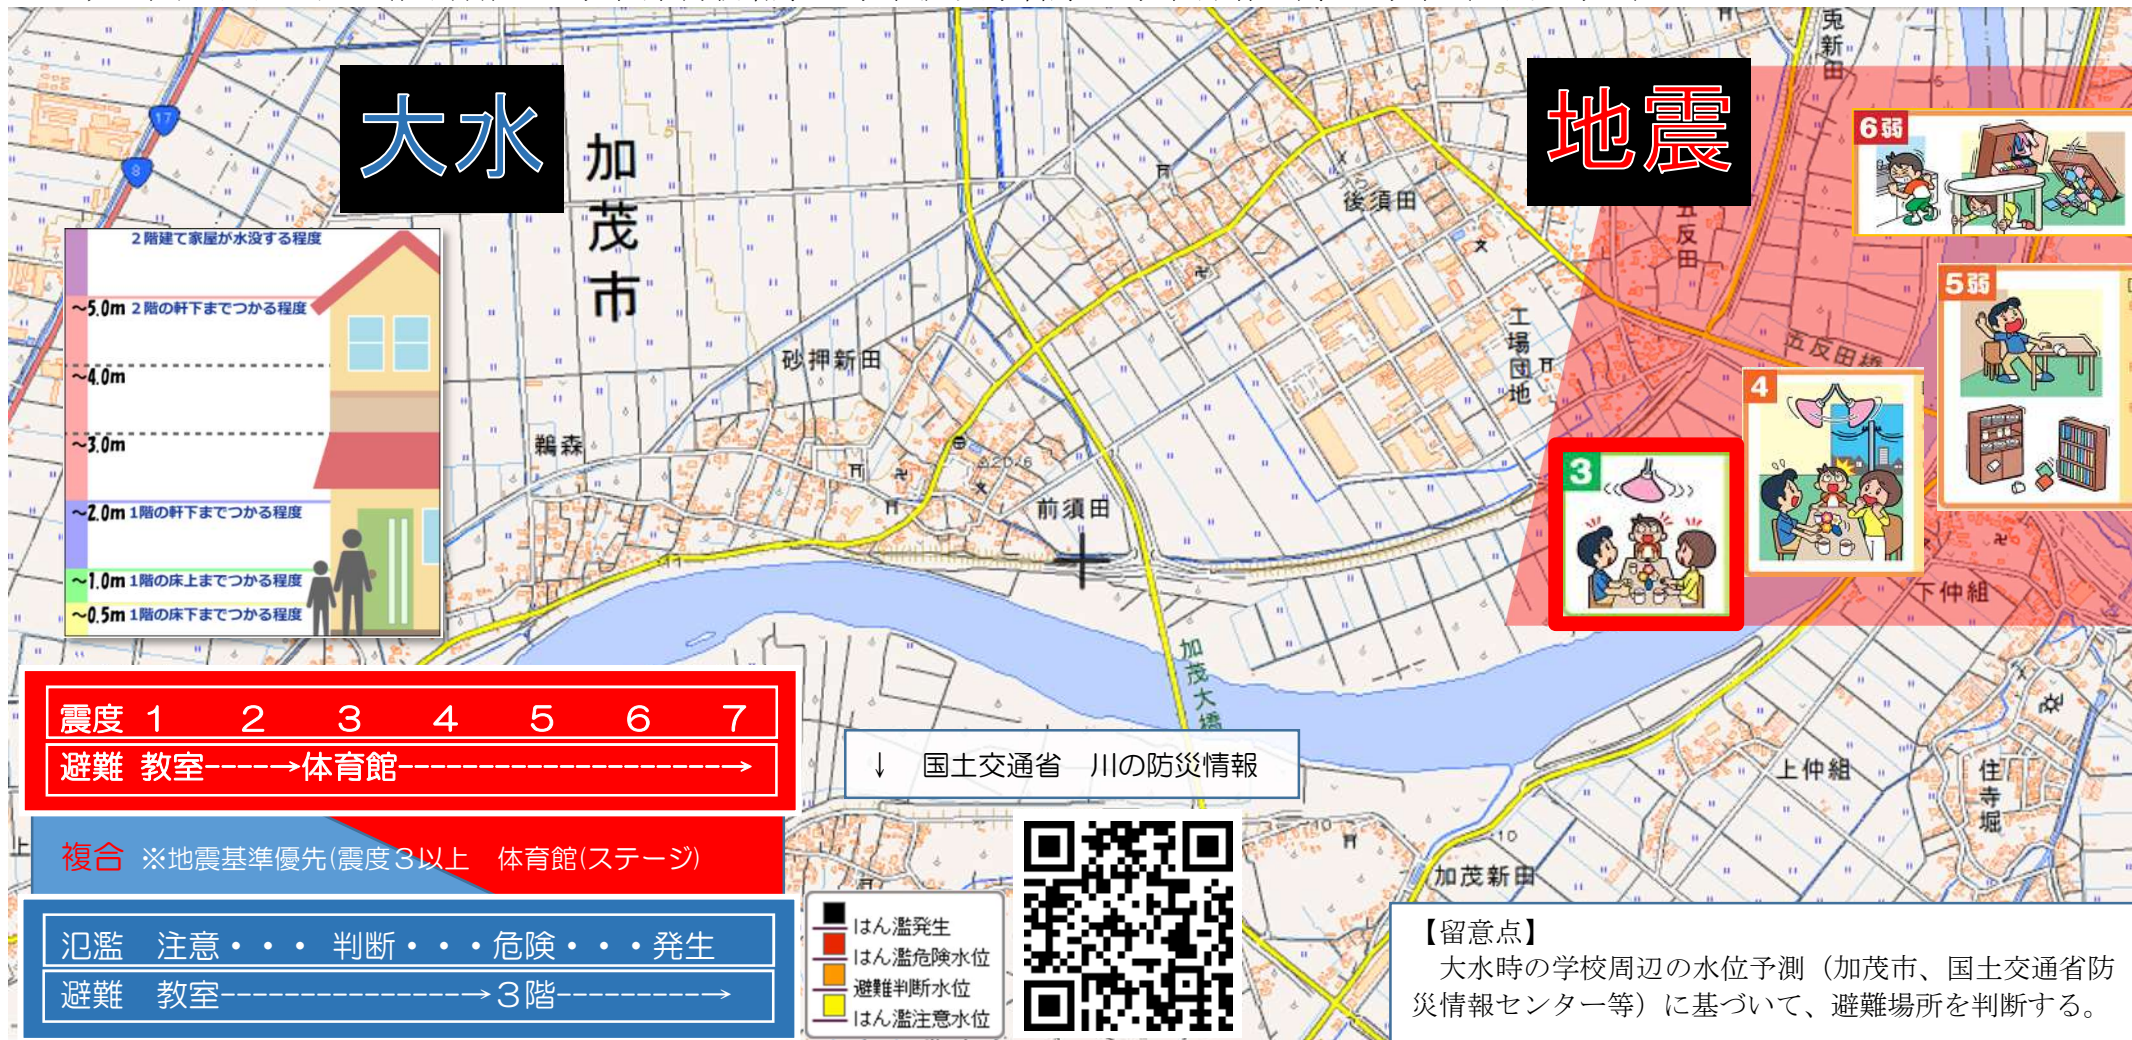 大水
地震
加茂市
17
8
2階建て家屋が水没する程度
～5.0m 2階の軒下までつかる程度
～4.0m
～3.0m
～2.0m 1階の軒下までつかる程度
～1.0m 1階の床上までつかる程度
～0.5m 1階の床下までつかる程度
兎新田
後須田
五反田
五反田橋
工場団地
砂押新田
鵜森
前須田
加茂大橋
下仲組
上仲組
住寺堀
加茂新田
6弱
5弱
4
3
震度 1 2 3 4 5 6 7
避難 教室-----→体育館----------------------→
複合 ※地震基準優先(震度3以上 体育館(ステージ)
氾濫 注意・・・ 判断・・・危険・・・発生
避難 教室-----------------→3階-----------→
↓ 国土交通省 川の防災情報
はん濫発生
はん濫危険水位
避難判断水位
はん濫注意水位
【留意点】
大水時の学校周辺の水位予測（加茂市、国土交通省防
災情報センター等）に基づいて、避難場所を判断する。